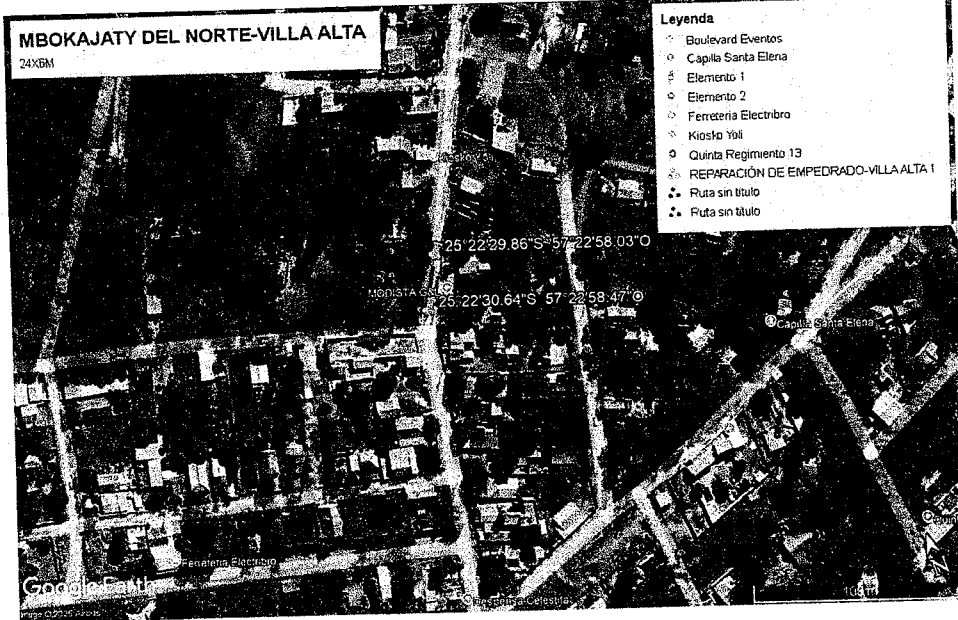 MBOKAJATY DEL NORTE-VILLA ALTA
24X6M
Leyenda
Boulevard Eventos
Capilla Santa Elena
Elemento 1
Elemento 2
Ferreteria Electribro
Kiosko Yoli
Quinta Regimiento 13
REPARACIÓN DE EMPEDRADO-VILLA ALTA 1
Ruta sin título
Ruta sin título
25°22'29.86"S 57°22'58.03"O
MODISTA
25°22'30.64"S 57°22'58.47"O
Capilla Santa Elena
Ferreteria Electribro
Google Earth